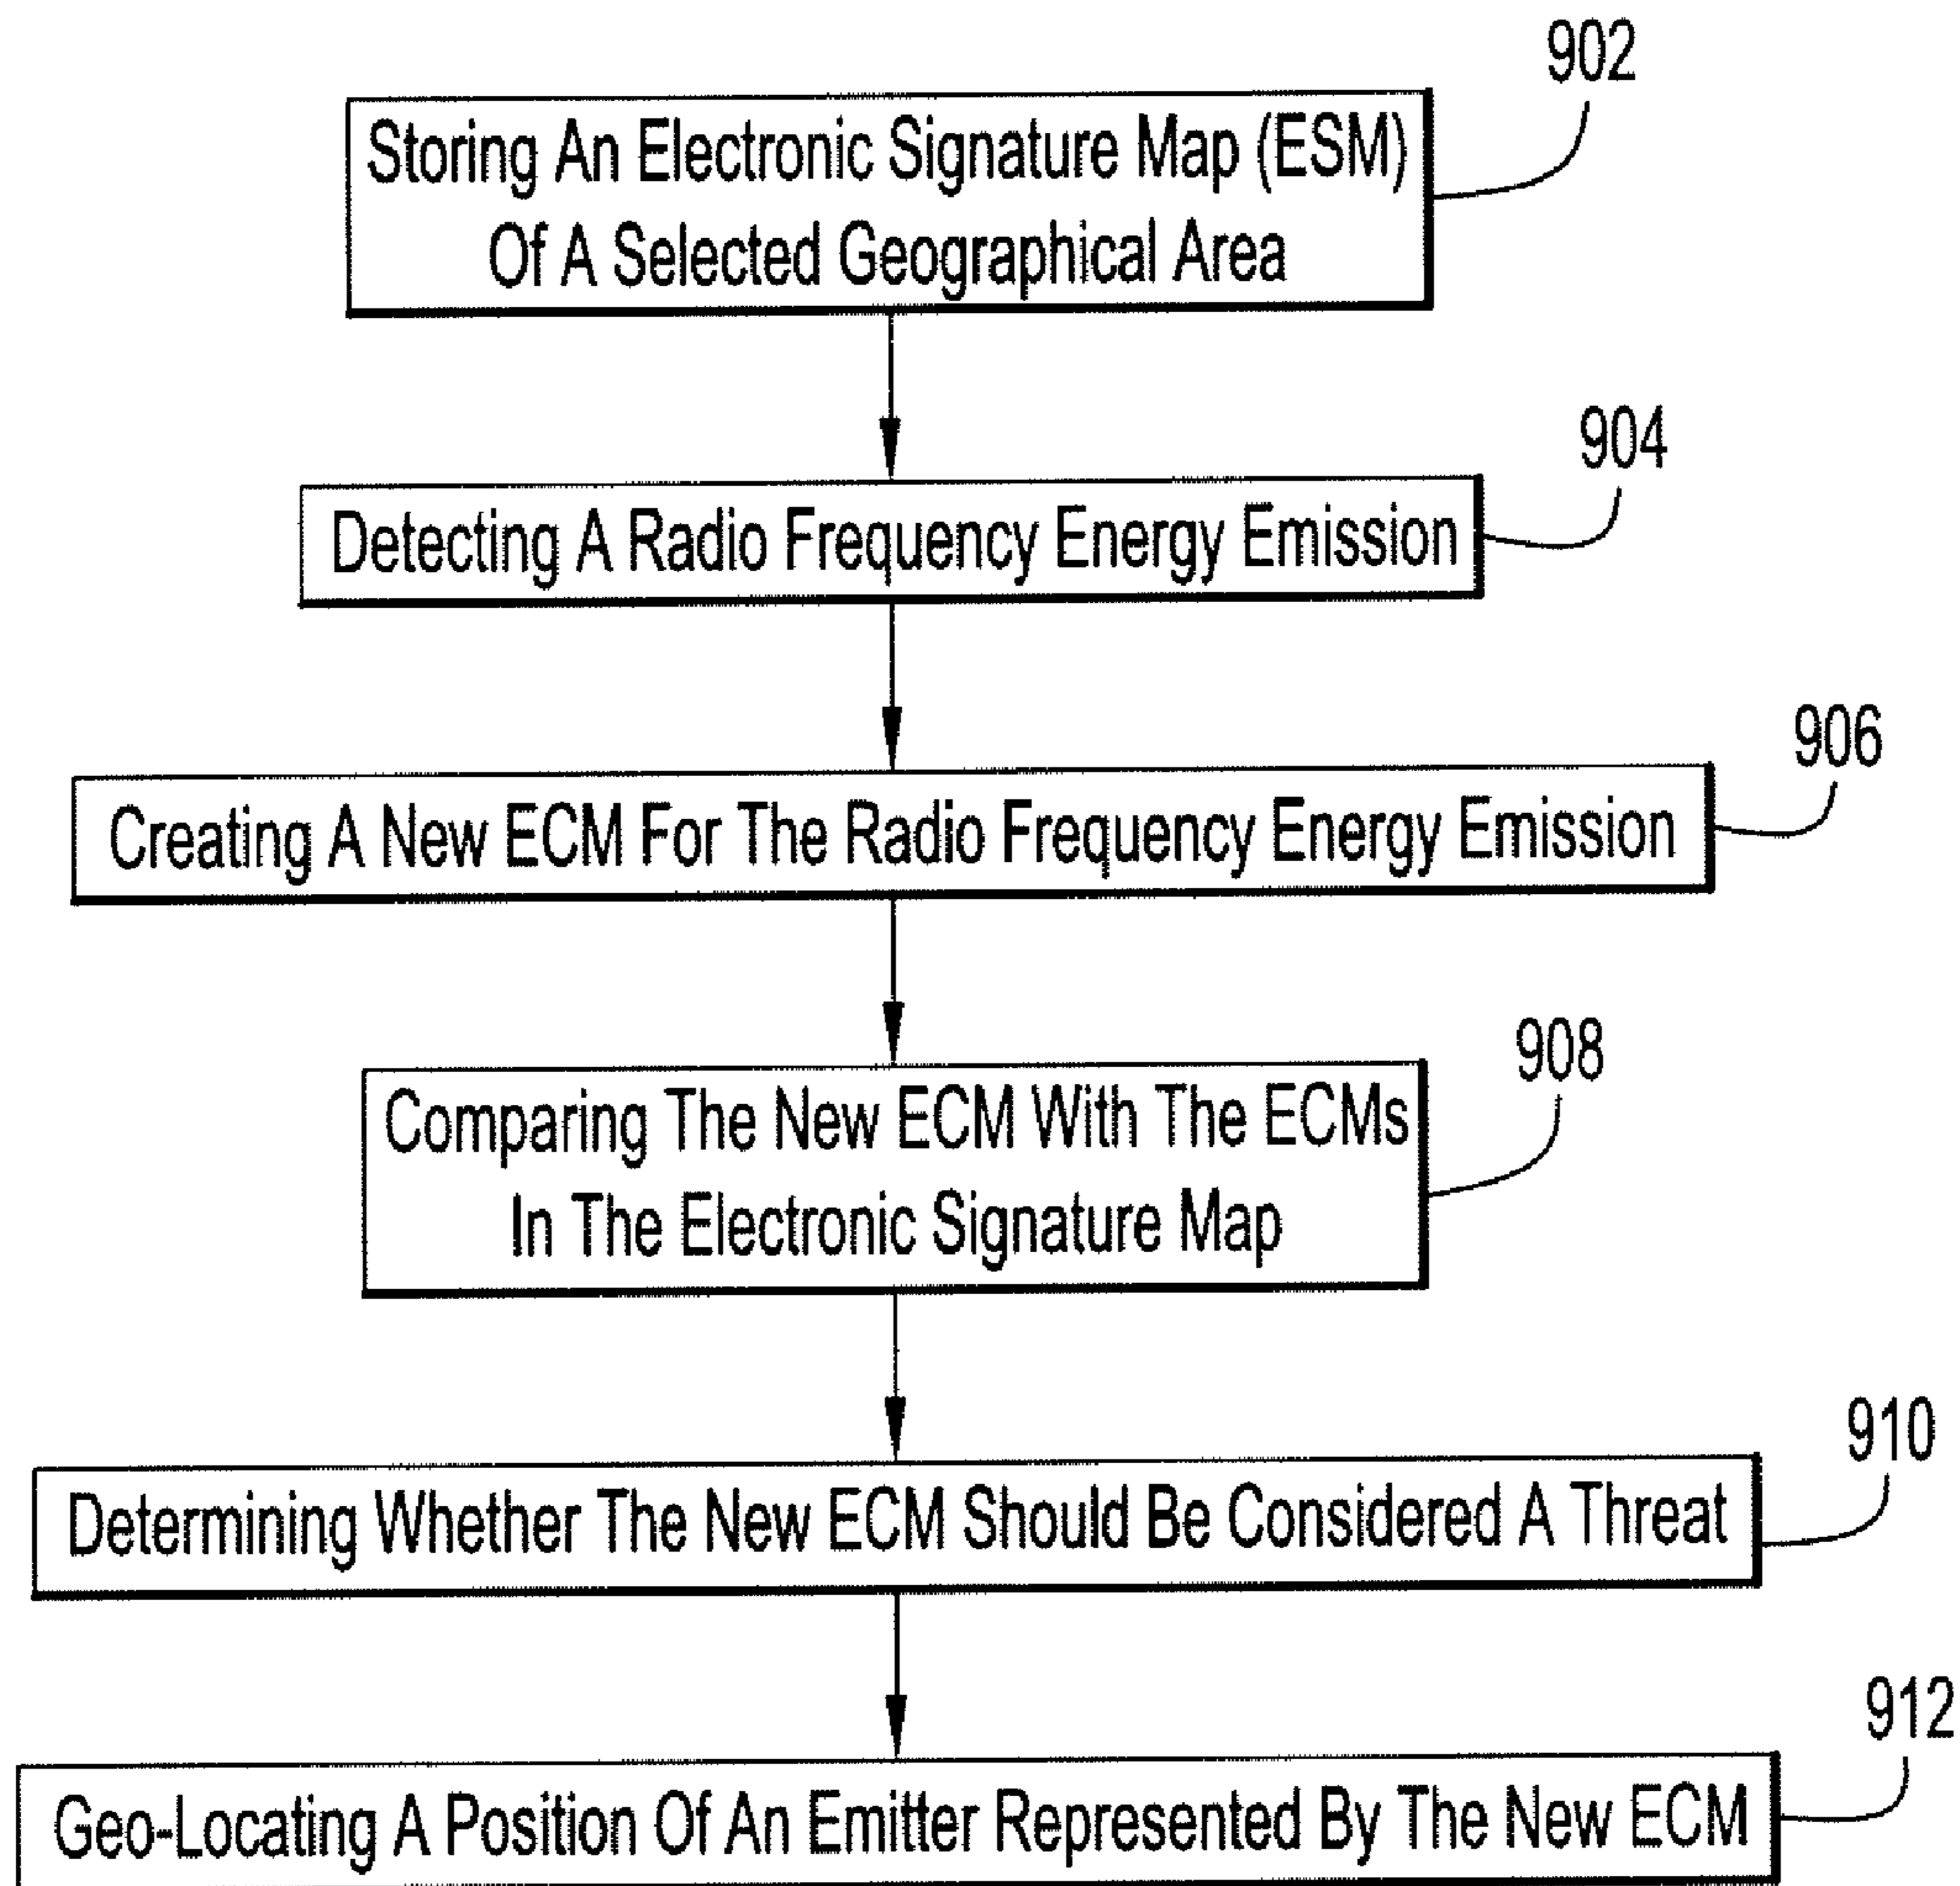 902
Storing An Electronic Signature Map (ESM)
Of A Selected Geographical Area
904
Detecting A Radio Frequency Energy Emission
906
Creating A New ECM For The Radio Frequency Energy Emission
908
Comparing The New ECM With The ECMs
In The Electronic Signature Map
910
Determining Whether The New ECM Should Be Considered A Threat
912
Geo-Locating A Position Of An Emitter Represented By The New ECM